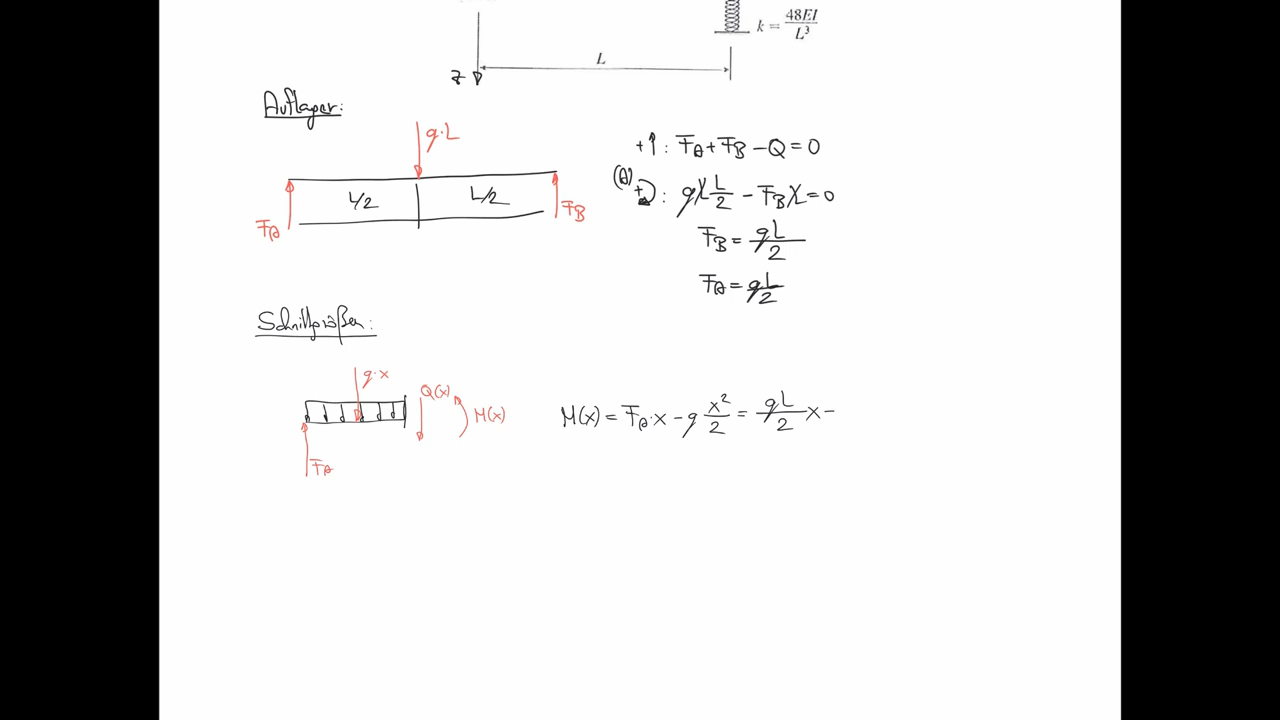 k = 48EI/L³
L
z
Auflager:
q·L
L/2 L/2
F_A F_B
+↑: F_A + F_B − Q = 0
(A) +↻: qL L/2 − F_B L = 0
F_B = qL/2
F_A = qL/2
Schnittgrößen:
q·x
Q(x)
M(x)
F_A
M(x) = F_A·x − q x²/2 = qL/2 x −